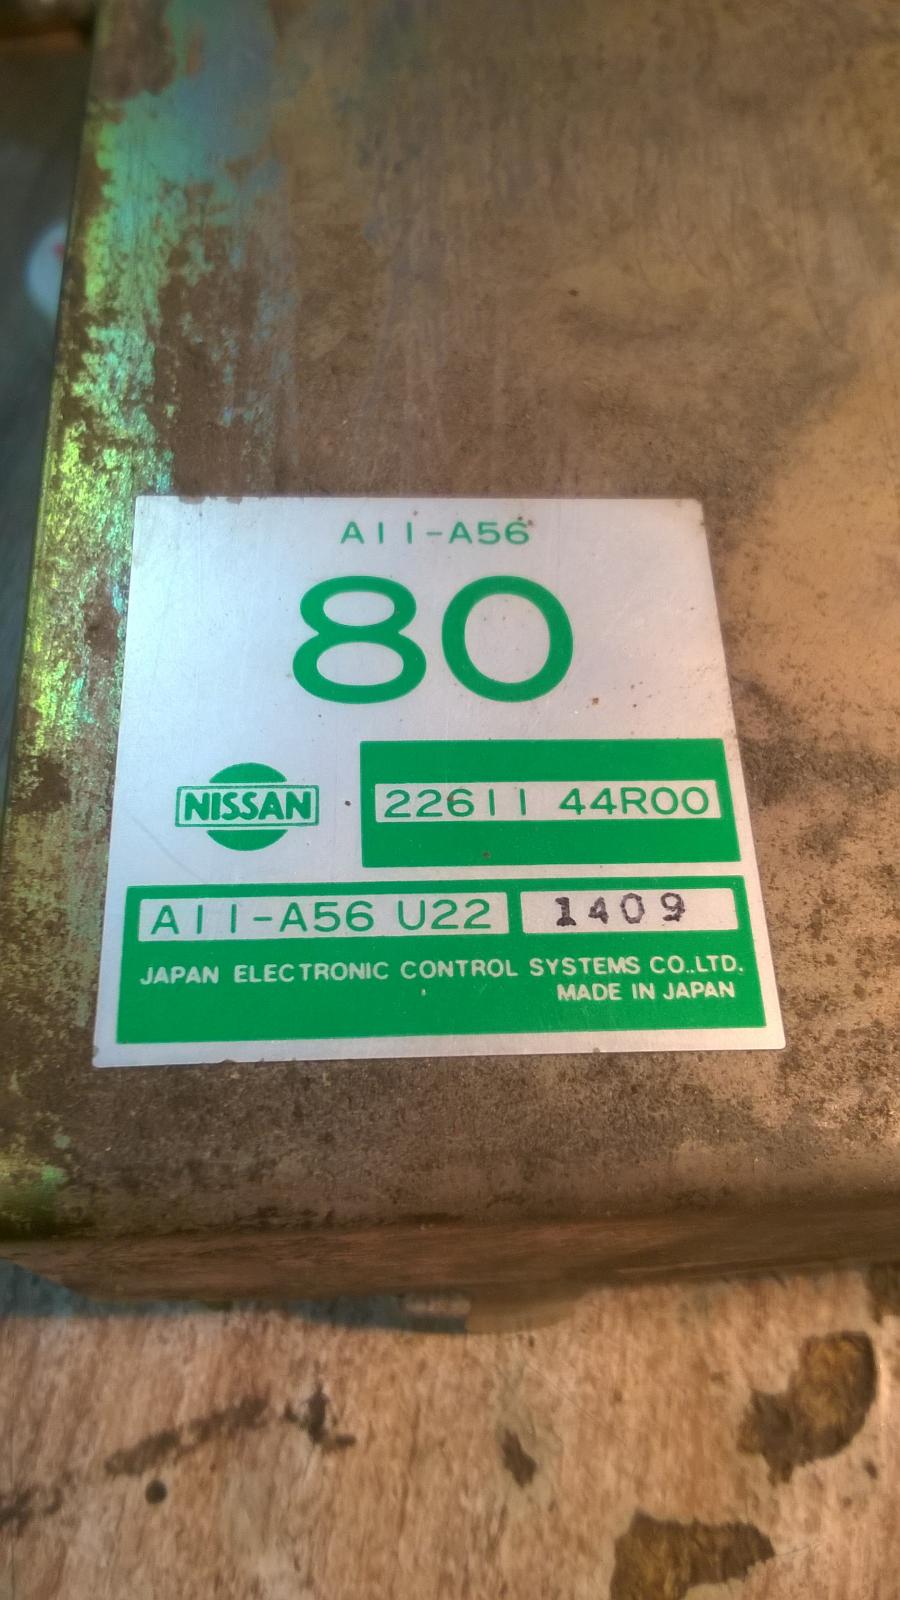 A11-A56
80
NISSAN
22611 44R00
A11-A56 U22
1409
JAPAN ELECTRONIC CONTROL SYSTEMS CO.,LTD.
MADE IN JAPAN